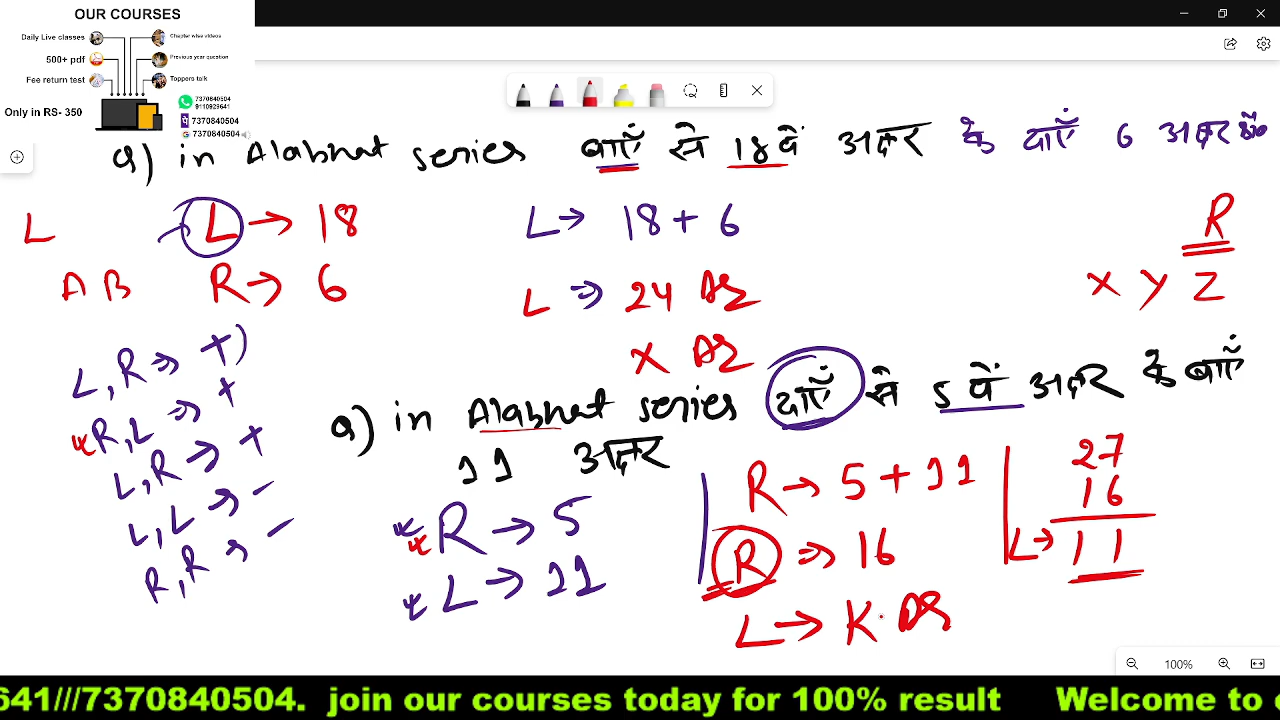 OUR COURSES
Daily Live classes
Chapter wise videos
500+ pdf
Previous year question
Fee return test
Toppers talk
Only in RS- 350
7370840504
9110923641
7370840504
7370840504
Q) in Alabhat series बाएँ से 18वें अक्षर के दाएँ 6 अक्षर
L
L → 18
L → 18 + 6
R
A B
R → 6
L ⇒ 24
X Y Z
X
L, R ⇒ +)
R, L ⇒ +
L, R → +
L, L → -
R, R → -
Q) in Alabhat series दाएँ से 5 वें अक्षर के बाएँ
11 अक्षर
R → 5
L → 11
R → 5 + 11
R ⇒ 16
L → K.
27
16
L → 11
100%
641///7370840504. join our courses today for 100% result
Welcome to